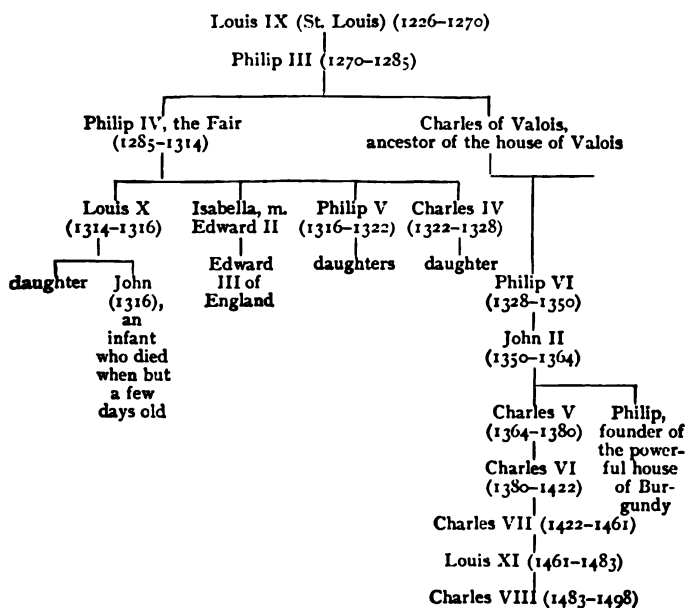 Louis IX (St. Louis) (1226–1270)
Philip III (1270–1285)
Philip IV, the Fair
(1285–1314)
Charles of Valois,
ancestor of the house of Valois
Louis X
(1314–1316)
Isabella, m.
Edward II
Philip V
(1316–1322)
Charles IV
(1322–1328)
daughter
John
(1316),
an
infant
who died
when but
a few
days old
Edward
III of
England
daughters
daughter
Philip VI
(1328–1350)
John II
(1350–1364)
Charles V
(1364–1380)
Philip,
founder of
the power-
ful house
of Bur-
gundy
Charles VI
(1380–1422)
Charles VII (1422–1461)
Louis XI (1461–1483)
Charles VIII (1483–1498)